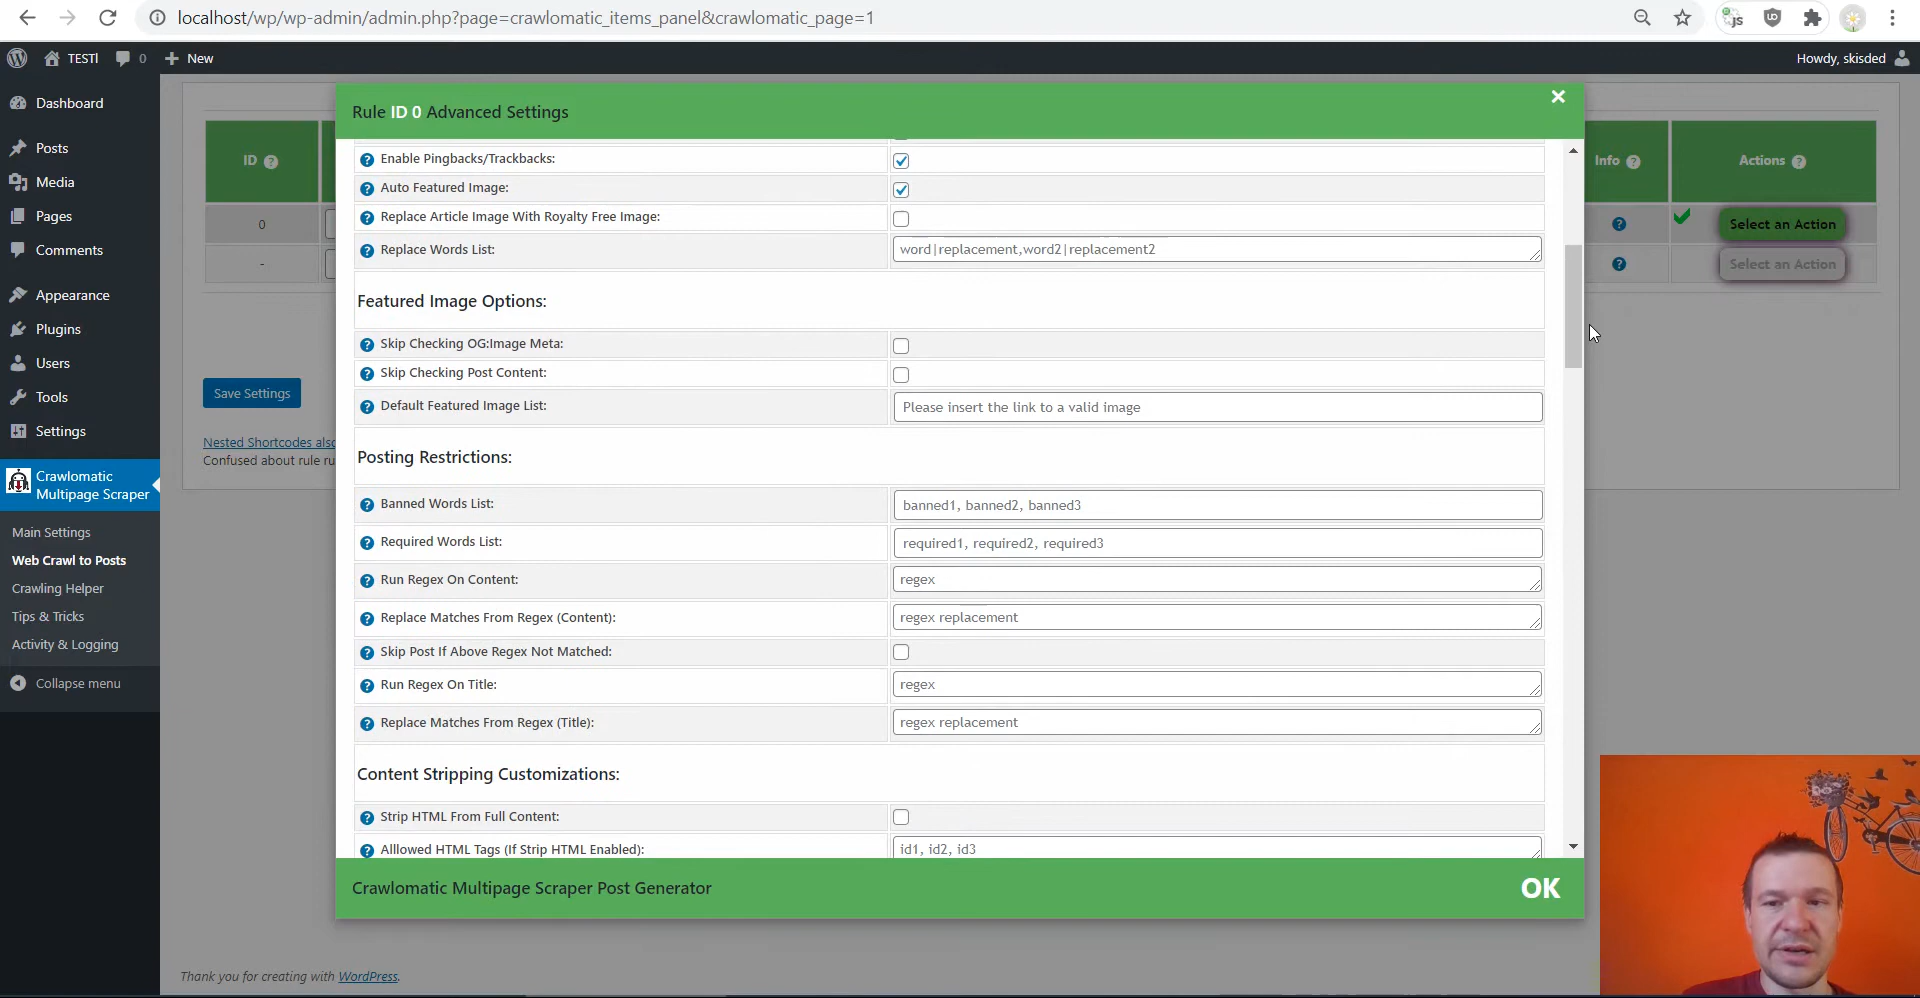 localhost/wp/wp-admin/admin.php?page=crawlomatic_items_panel&crawlomatic_page=1
JS
TESTI
0
New
Howdy, skisded
Dashboard
Posts
Media
Pages
Comments
Appearance
Plugins
Users
Tools
Settings
Crawlomatic
Multipage Scraper
Main Settings
Web Crawl to Posts
Crawling Helper
Tips & Tricks
Activity & Logging
Collapse menu
ID
0
-
Save Settings
Nested Shortcodes also
Confused about rule ru
Rule ID 0 Advanced Settings
Enable Pingbacks/Trackbacks:
Auto Featured Image:
Replace Article Image With Royalty Free Image:
Replace Words List:
word|replacement,word2|replacement2
Featured Image Options:
Skip Checking OG:Image Meta:
Skip Checking Post Content:
Default Featured Image List:
Please insert the link to a valid image
Posting Restrictions:
Banned Words List:
banned1, banned2, banned3
Required Words List:
required1, required2, required3
Run Regex On Content:
regex
Replace Matches From Regex (Content):
regex replacement
Skip Post If Above Regex Not Matched:
Run Regex On Title:
regex
Replace Matches From Regex (Title):
regex replacement
Content Stripping Customizations:
Strip HTML From Full Content:
Alllowed HTML Tags (If Strip HTML Enabled):
id1, id2, id3
Crawlomatic Multipage Scraper Post Generator
OK
Info
Actions
Select an Action
Select an Action
Thank you for creating with WordPress.